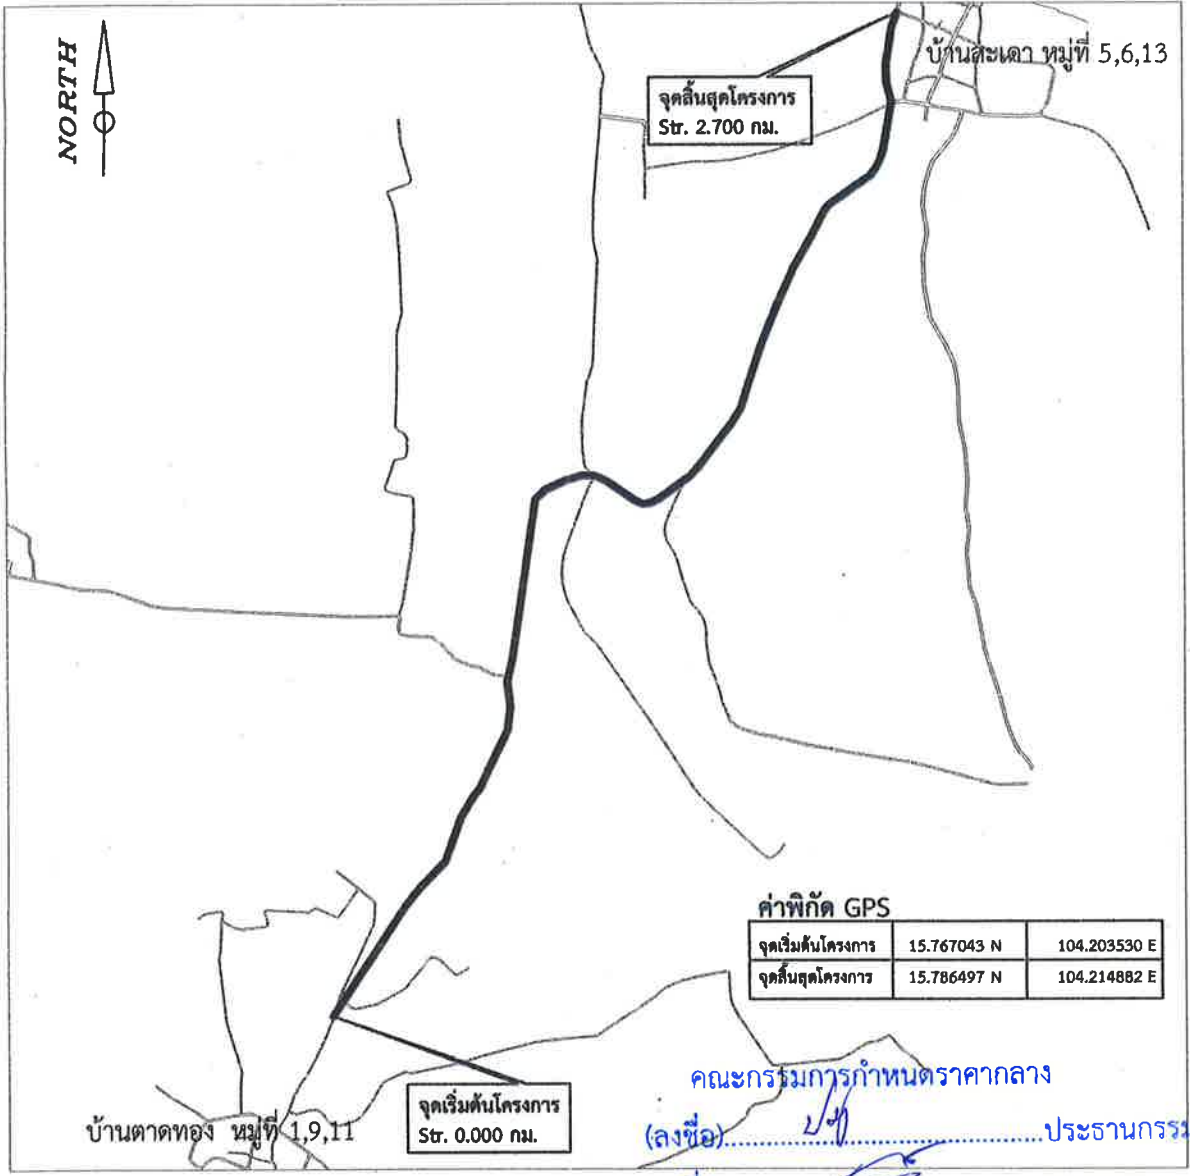 NORTH
บ้านสะเดา หมู่ที่ 5,6,13
จุดสิ้นสุดโครงการ
Str. 2.700 กม.
ค่าพิกัด GPS
จุดเริ่มต้นโครงการ 15.767043 N 104.203530 E
จุดสิ้นสุดโครงการ 15.786497 N 104.214882 E
คณะกรรมการกำหนดราคากลาง
จุดเริ่มต้นโครงการ
Str. 0.000 กม.
บ้านตาดทอง หมู่ที่ 1,9,11
(ลงชื่อ)..............................ประธานกรรม